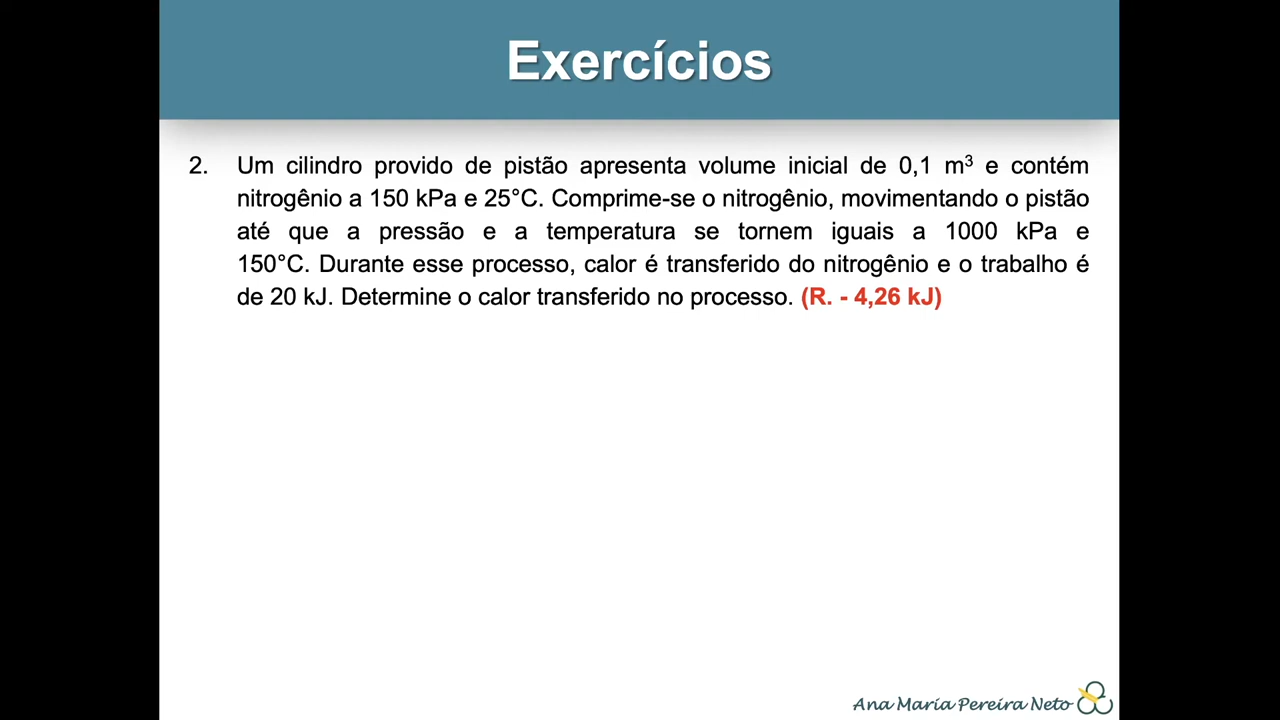 Exercícios
2. Um cilindro provido de pistão apresenta volume inicial de 0,1 m³ e contém
nitrogênio a 150 kPa e 25°C. Comprime-se o nitrogênio, movimentando o pistão
até que a pressão e a temperatura se tornem iguais a 1000 kPa e
150°C. Durante esse processo, calor é transferido do nitrogênio e o trabalho é
de 20 kJ. Determine o calor transferido no processo. (R. - 4,26 kJ)
Ana Maria Pereira Neto